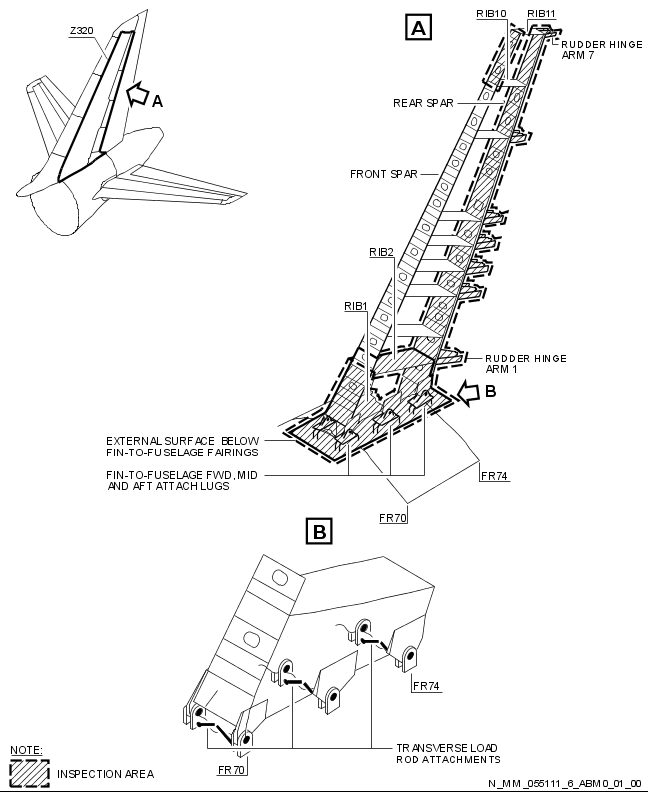 Z320
A
A
RIB10
RIB11
RUDDER HINGE
ARM 7
REAR SPAR
FRONT SPAR
RIB2
RIB1
RUDDER HINGE
ARM 1
B
EXTERNAL SURFACE BELOW
FIN-TO-FUSELAGE FAIRINGS
FIN-TO-FUSELAGE FWD, MID
AND AFT ATTACH LUGS
FR74
FR70
B
FR74
TRANSVERSE LOAD
ROD ATTACHMENTS
FR70
NOTE:
INSPECTION AREA
N_MM_055111_6_ABM0_01_00